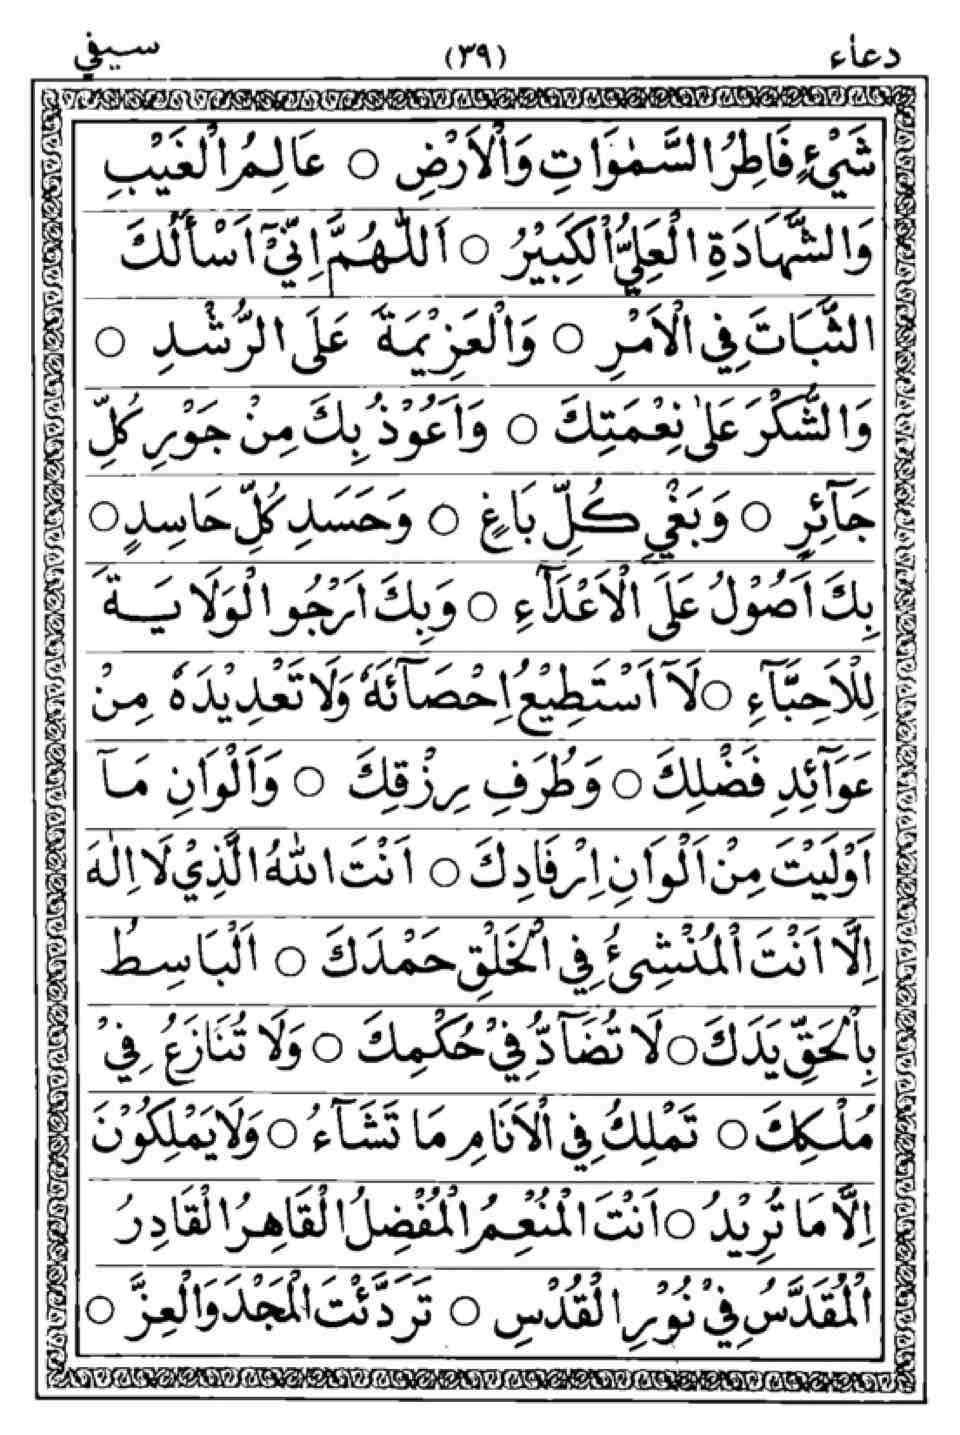 دعاء (٣٩) سيفي
شَيْءٍ فَاطِرُ السَّمٰوَاتِ وَالْاَرْضِ ○ عَالِمُ الْغَيْبِ
وَالشَّهَادَةِ الْعَلِيُّ الْكَبِيْرُ ○ اَللّٰهُمَّ اِنِّيْٓ اَسْأَلُكَ
الثَّبَاتَ فِي الْاَمْرِ ○ وَالْعَزِيْمَةَ عَلَى الرُّشْدِ ○
وَالشُّكْرَ عَلٰى نِعْمَتِكَ ○ وَاَعُوْذُ بِكَ مِنْ جَوْرِ كُلِّ
جَآئِرٍ ○ وَبَغْيِ كُلِّ بَاغٍ ○ وَحَسَدِ كُلِّ حَاسِدٍ ○
بِكَ اَصُوْلُ عَلَى الْاَعْدَآءِ ○ وَبِكَ اَرْجُو الْوَلَايَةَ
لِلْاَحِبَّآءِ ○ لَآ اَسْتَطِيْعُ اِحْصَآئَهٗ وَلَا تَعْدِيْدَهٗ مِنْ
عَوَآئِدِ فَضْلِكَ ○ وَطُرَفِ رِزْقِكَ ○ وَاَلْوَانِ مَآ
اَوْلَيْتَ مِنْ اَلْوَانِ اِرْفَادِكَ ○ اَنْتَ اللّٰهُ الَّذِيْ لَا اِلٰهَ
اِلَّا اَنْتَ الْمُنْشِئُ فِي الْخَلْقِ حَمْدَكَ ○ اَلْبَاسِطُ
بِالْحَقِّ يَدَكَ ○ لَا تُضَآدُّ فِيْ حُكْمِكَ ○ وَلَا تُنَازَعُ فِيْ
مُلْكِكَ ○ تَمْلِكُ فِي الْاَنَامِ مَا تَشَآءُ ○ وَلَا يَمْلِكُوْنَ
اِلَّا مَا تُرِيْدُ ○ اَنْتَ الْمُنْعِمُ الْمُفْضِلُ الْقَاهِرُ الْقَادِرُ
الْمُقَدَّسُ فِيْ نُوْرِ الْقُدْسِ ○ تَرَدَّئْتَ الْمَجْدَ وَالْعِزَّ ○